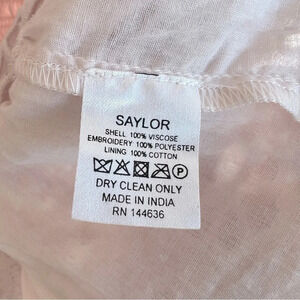 SAYLOR
SHELL 100% VISCOSE
EMBROIDERY 100% POLYESTER
LINING 100% COTTON
P
DRY CLEAN ONLY
MADE IN INDIA
RN 144636